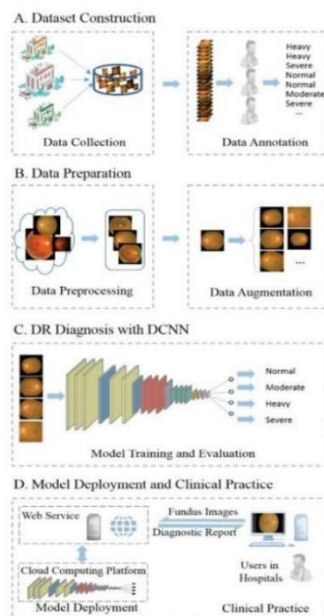 A. Dataset Construction
Heavy
Heavy
Severe
Normal
Normal
Moderate
Severe
...
Data Collection
Data Annotation
B. Data Preparation
...
Data Preprocessing
Data Augmentation
C. DR Diagnosis with DCNN
Normal
Moderate
Heavy
Severe
Model Training and Evaluation
D. Model Deployment and Clinical Practice
Web Service
Fundus Images
Diagnostic Report
Cloud Computing Platform
Users in
Hospitals
Model Deployment
Clinical Practice